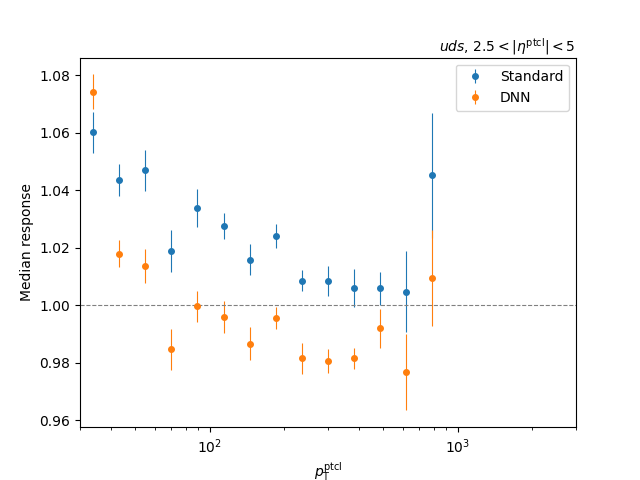 uds, 2.5 < |η^ptcl| < 5
1.08
1.06
1.04
1.02
1.00
0.98
0.96
Median response
Standard
DNN
10^2
10^3
p_T^ptcl